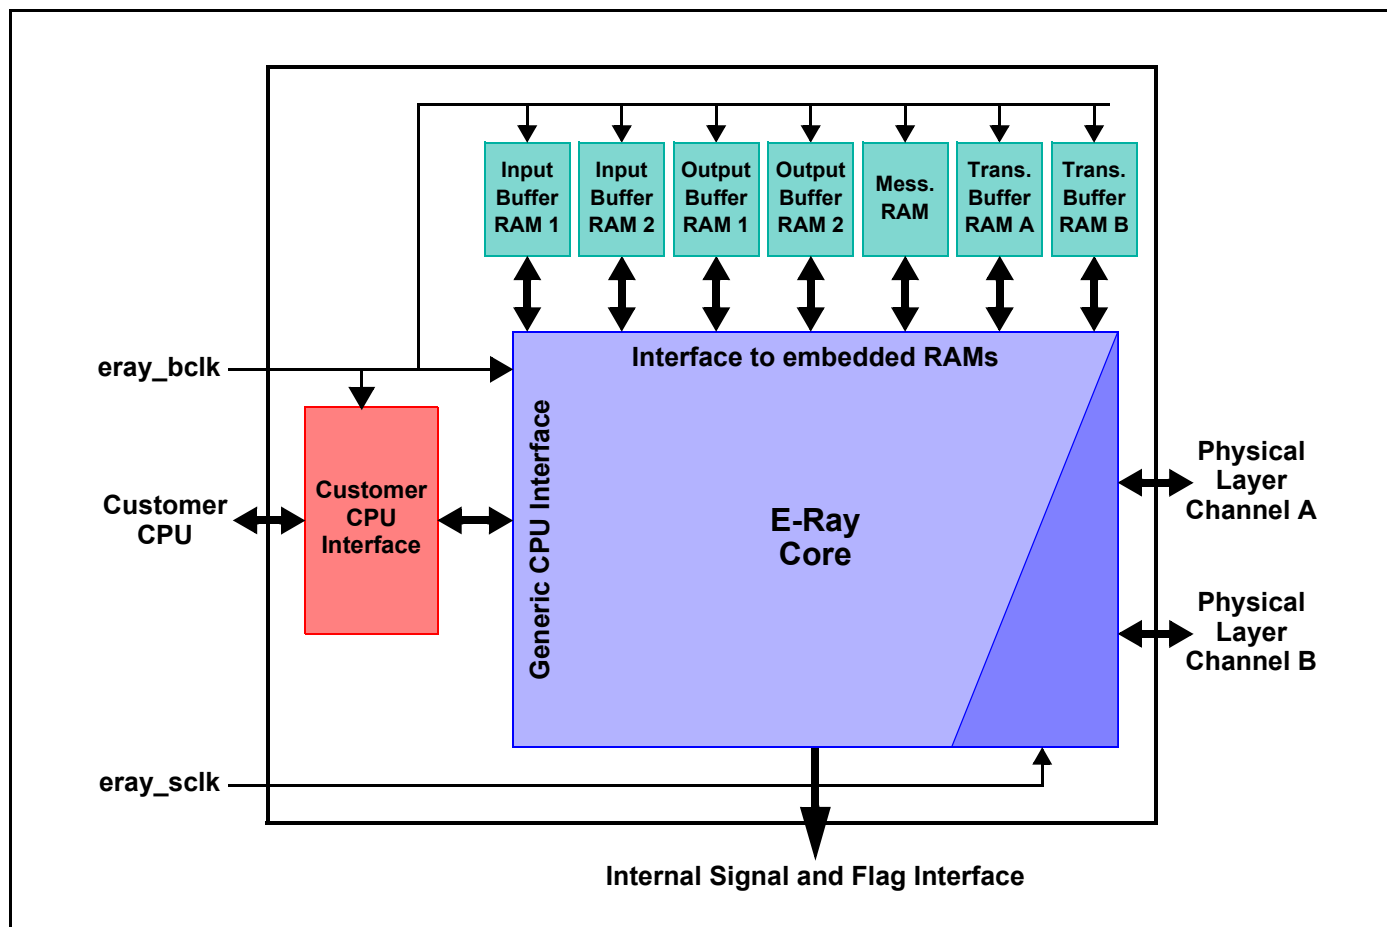 Input
Buffer
RAM 1
Input
Buffer
RAM 2
Output
Buffer
RAM 1
Output
Buffer
RAM 2
Mess.
RAM
Trans.
Buffer
RAM A
Trans.
Buffer
RAM B
eray_bclk
Interface to embedded RAMs
Generic CPU Interface
Customer
CPU
Customer
CPU
Interface
E-Ray
Core
Physical
Layer
Channel A
Physical
Layer
Channel B
eray_sclk
Internal Signal and Flag Interface